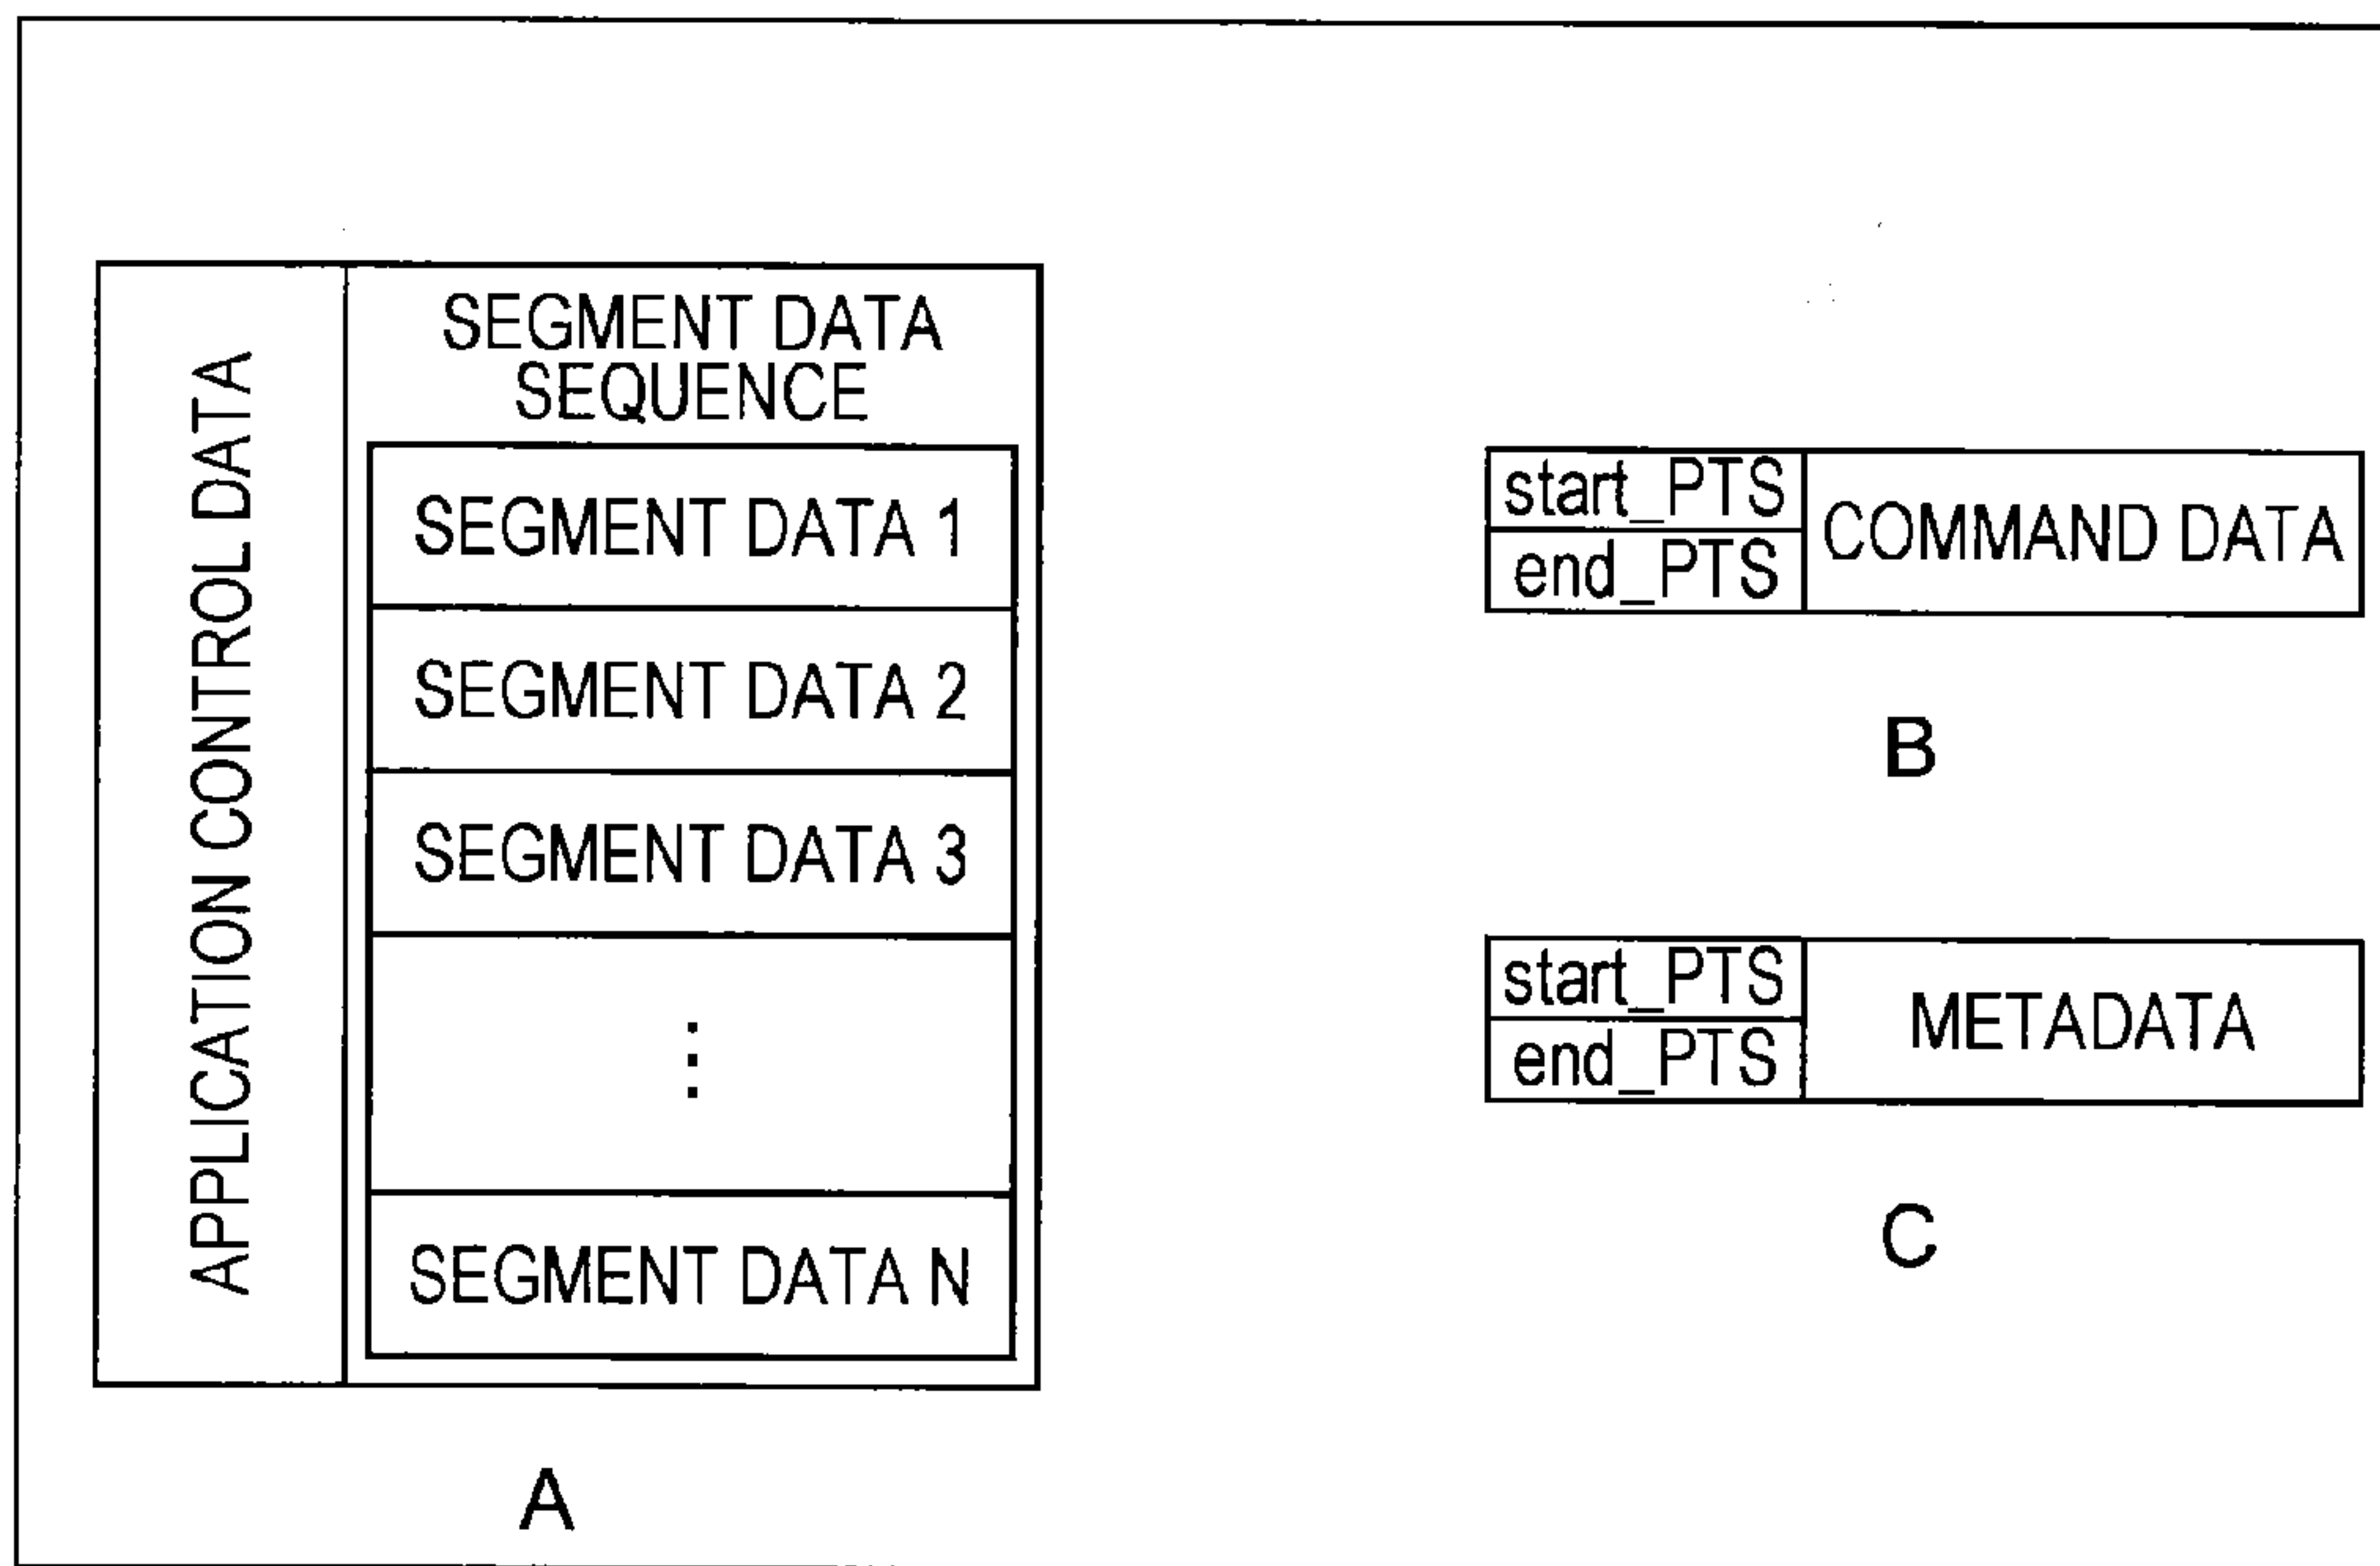 APPLICATION CONTROL DATA
SEGMENT DATA
SEQUENCE
SEGMENT DATA 1
SEGMENT DATA 2
SEGMENT DATA 3
⋮
SEGMENT DATA N
A
start_PTS
end_PTS
COMMAND DATA
B
start_PTS
end_PTS
METADATA
C